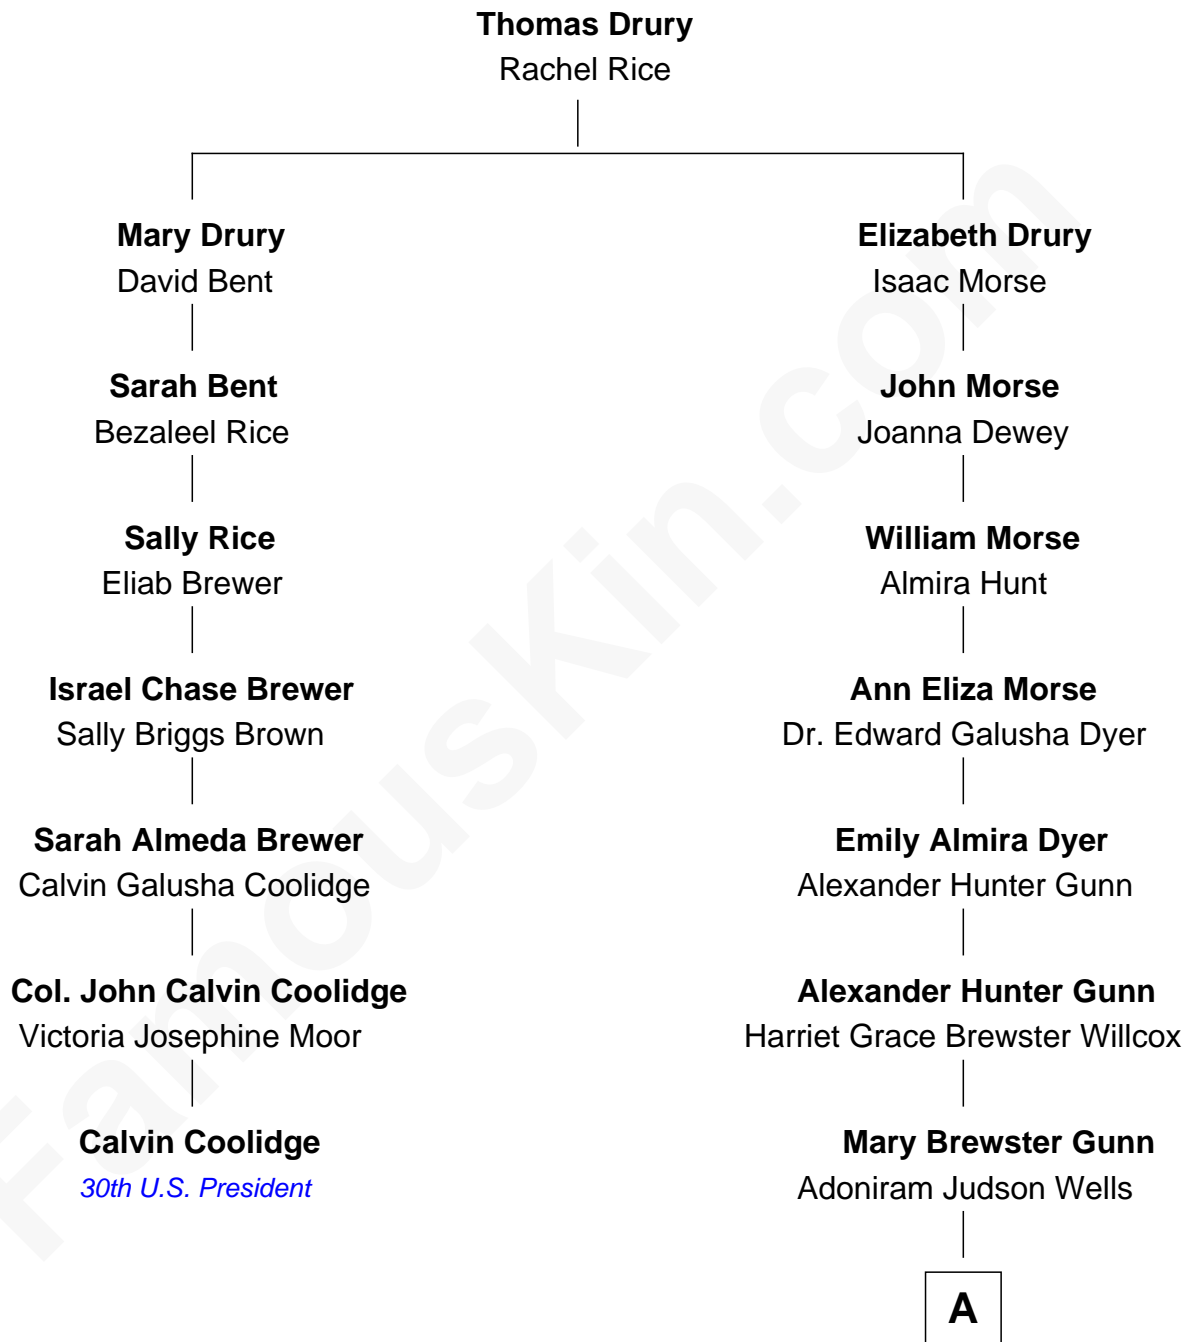 Thomas Drury
Rachel Rice
Mary Drury
David Bent
Elizabeth Drury
Isaac Morse
Sarah Bent
Bezaleel Rice
John Morse
Joanna Dewey
Sally Rice
Eliab Brewer
William Morse
Almira Hunt
Israel Chase Brewer
Sally Briggs Brown
Ann Eliza Morse
Dr. Edward Galusha Dyer
Sarah Almeda Brewer
Calvin Galusha Coolidge
Emily Almira Dyer
Alexander Hunter Gunn
Col. John Calvin Coolidge
Victoria Josephine Moor
Alexander Hunter Gunn
Harriet Grace Brewster Willcox
Calvin Coolidge
30th U.S. President
Mary Brewster Gunn
Adoniram Judson Wells
A
FamousKin.com